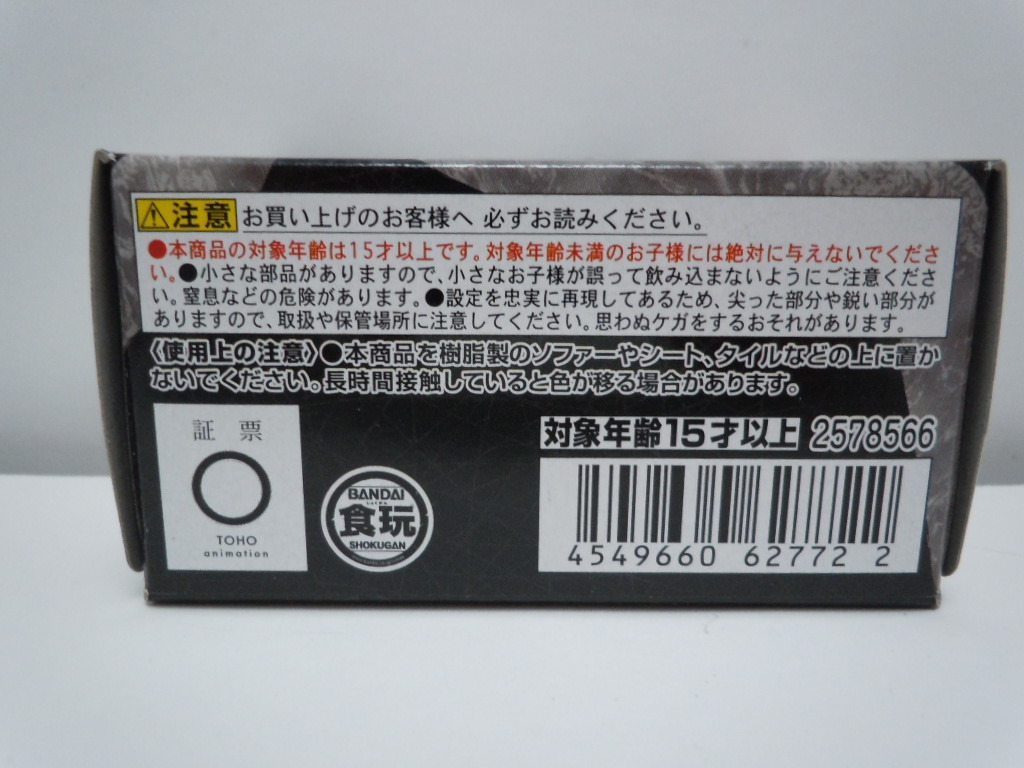 注意 お買い上げのお客様へ 必ずお読みください。
●本商品の対象年齢は15才以上です。対象年齢未満のお子様には絶対に与えないでくださ
い。●小さな部品がありますので、小さなお子様が誤って飲み込まないようにご注意くださ
い。窒息などの危険があります。●設定を忠実に再現してあるため、尖った部分や鋭い部分が
ありますので、取扱や保管場所に注意してください。思わぬケガをするおそれがあります。
〈使用上の注意〉●本商品を樹脂製のソファーやシート、タイルなどの上に置か
ないでください。長時間接触していると色が移る場合があります。
証票
TOHO
animation
BANDAI
食玩
SHOKUGAN
対象年齢15才以上 2578566
4549660 62772 2